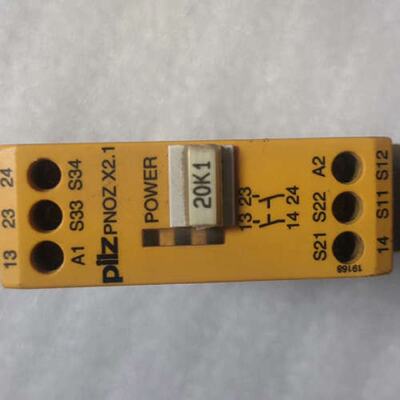 24 S34
23 S33
13 A1
pilz PNOZ X2.1
POWER
20K1
13 23
14 24
A2 S12
S22 S11
S21 14
19168